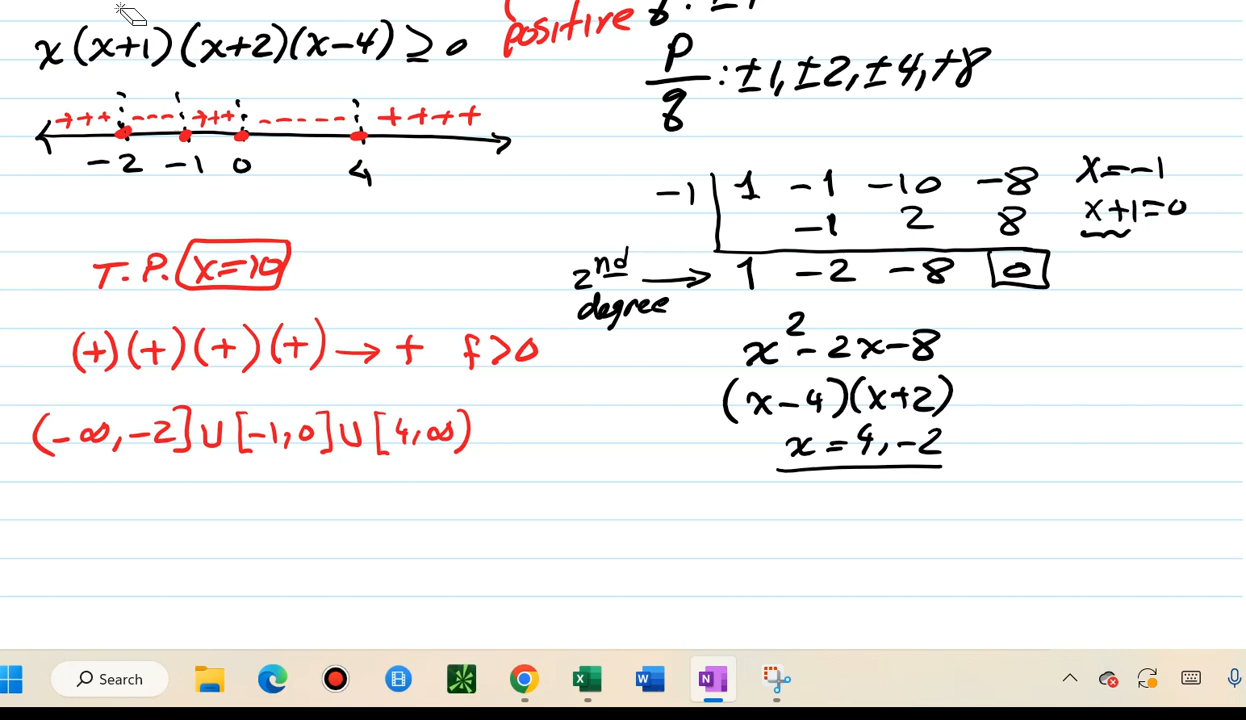 x(x+1)(x+2)(x-4) ≥ 0
positive
+++ --- +++ ----- ++++
-2 -1 0 4
T.P. x=10
(+)(+)(+)(+) → + f>0
(-∞,-2] ∪ [-1,0] ∪ [4,∞)
p/q : ±1, ±2, ±4, +8
-1 | 1 -1 -10 -8
-1 2 8
2nd degree → 1 -2 -8 0
x=-1
x+1=0
x²-2x-8
(x-4)(x+2)
x=4,-2
Search